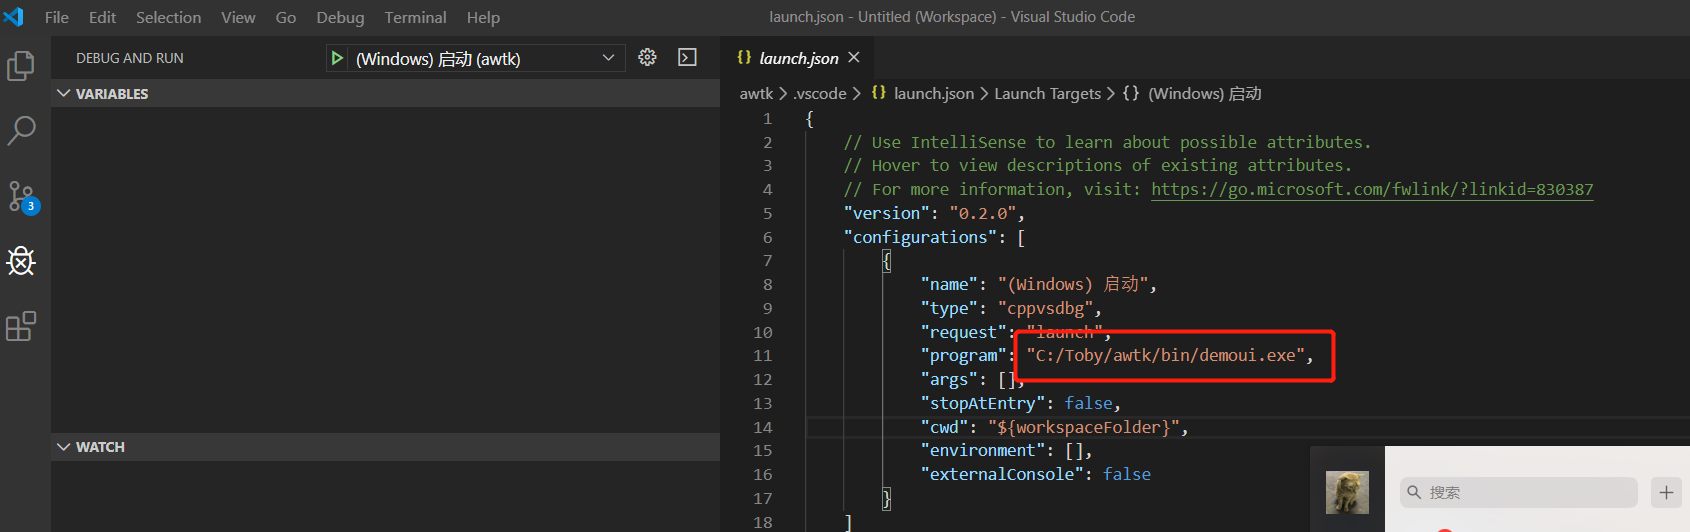 File Edit Selection View Go Debug Terminal Help
launch.json - Untitled (Workspace) - Visual Studio Code
DEBUG AND RUN
(Windows) 启动 (awtk)
VARIABLES
WATCH
3
launch.json
awtk > .vscode > {} launch.json > Launch Targets > {} (Windows) 启动
1 {
2 // Use IntelliSense to learn about possible attributes.
3 // Hover to view descriptions of existing attributes.
4 // For more information, visit: https://go.microsoft.com/fwlink/?linkid=830387
5 "version": "0.2.0",
6 "configurations": [
7 {
8 "name": "(Windows) 启动",
9 "type": "cppvsdbg",
10 "request": "launch",
11 "program": "C:/Toby/awtk/bin/demoui.exe",
12 "args": [],
13 "stopAtEntry": false,
14 "cwd": "${workspaceFolder}",
15 "environment": [],
16 "externalConsole": false
17 }
18 ]
搜索